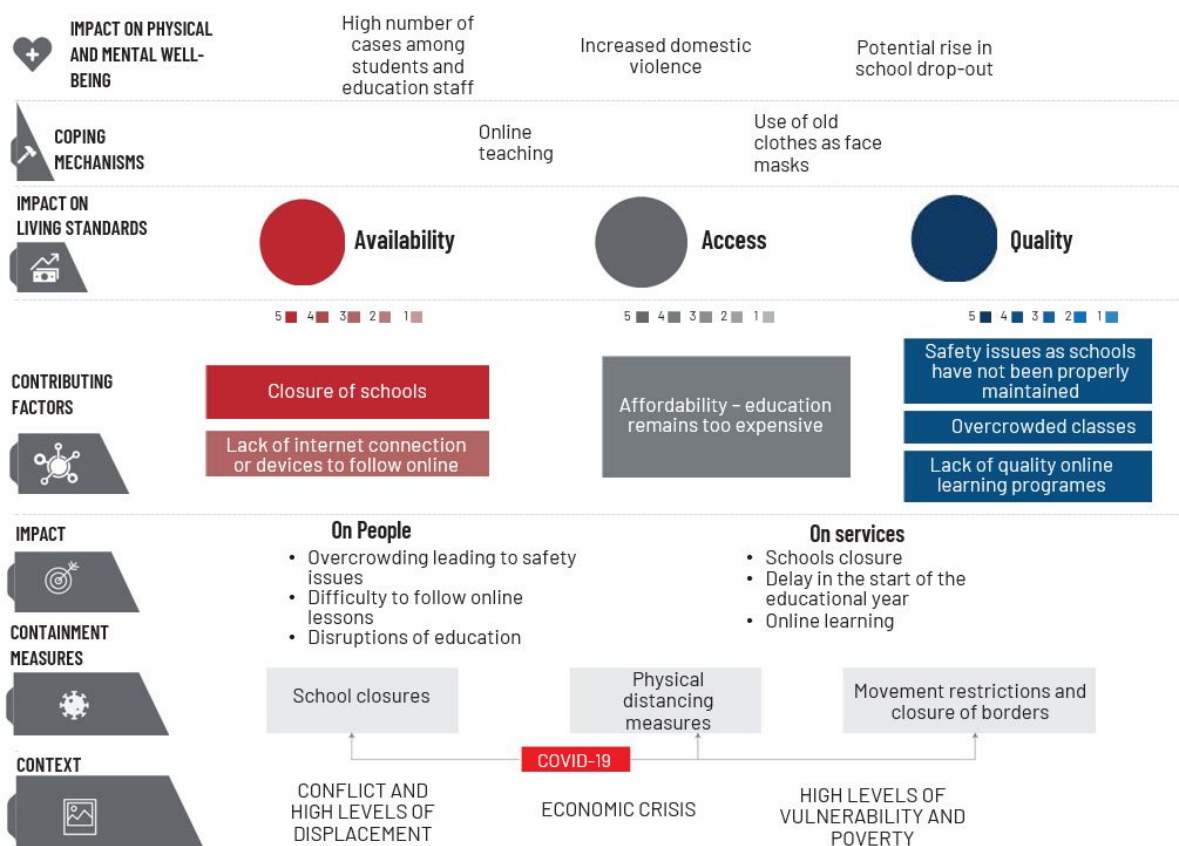 IMPACT ON PHYSICAL
AND MENTAL WELL-
BEING
High number of
cases among
students and
education staff
Increased domestic
violence
Potential rise in
school drop-out
COPING
MECHANISMS
Online
teaching
Use of old
clothes as face
masks
IMPACT ON
LIVING STANDARDS
Availability
Access
Quality
5 4 3 2 1
5 4 3 2 1
5 4 3 2 1
CONTRIBUTING
FACTORS
Closure of schools
Lack of internet connection
or devices to follow online
Affordability – education
remains too expensive
Safety issues as schools
have not been properly
maintained
Overcrowded classes
Lack of quality online
learning programes
IMPACT
On People
• Overcrowding leading to safety
issues
• Difficulty to follow online
lessons
• Disruptions of education
On services
• Schools closure
• Delay in the start of the
educational year
• Online learning
CONTAINMENT
MEASURES
School closures
Physical
distancing
measures
Movement restrictions and
closure of borders
COVID-19
CONTEXT
CONFLICT AND
HIGH LEVELS OF
DISPLACEMENT
ECONOMIC CRISIS
HIGH LEVELS OF
VULNERABILITY AND
POVERTY